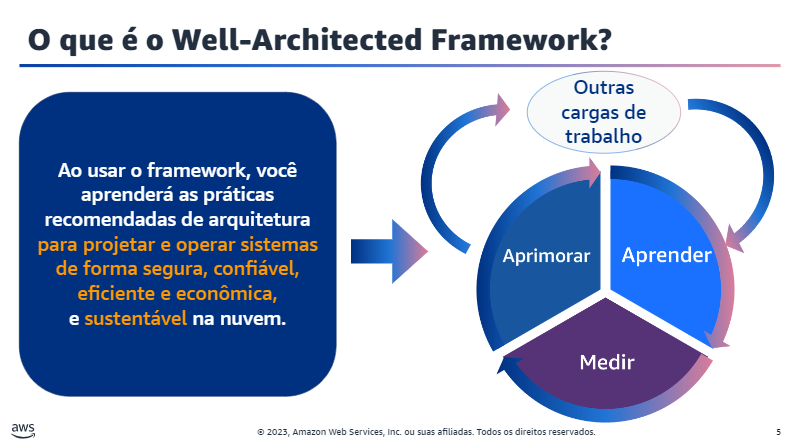 O que é o Well-Architected Framework?
Ao usar o framework, você
aprenderá as práticas
recomendadas de arquitetura
para projetar e operar sistemas
de forma segura, confiável,
eficiente e econômica,
e sustentável na nuvem.
Outras
cargas de
trabalho
Aprimorar
Aprender
Medir
aws
© 2023, Amazon Web Services, Inc. ou suas afiliadas. Todos os direitos reservados.
5